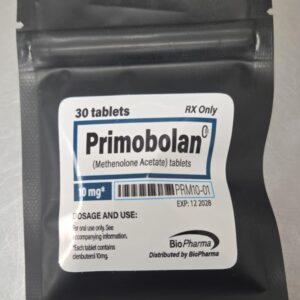 30 tablets
RX Only
Primobolan
(Methenolone Acetate) tablets
10 mg*
PRM10-01
EXP: 12 2028
DOSAGE AND USE:
For oral use only. See
accompanying information.
*Each tablet contains
clenbuterol 10mg.
BioPharma
Distributed by BioPharma